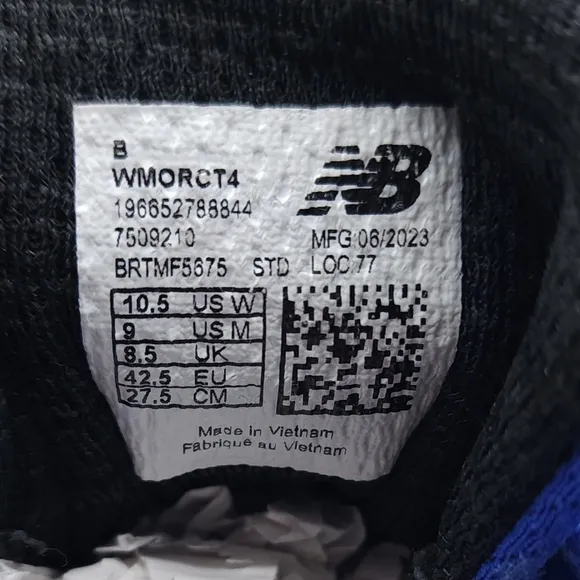 B
WMORCT4
196652788844
7509210
BRTMF5675 STD
NB
MFG:06/2023
LOC:77
10.5 US W
9 US M
8.5 UK
42.5 EU
27.5 CM
Made in Vietnam
Fabriqué au Vietnam